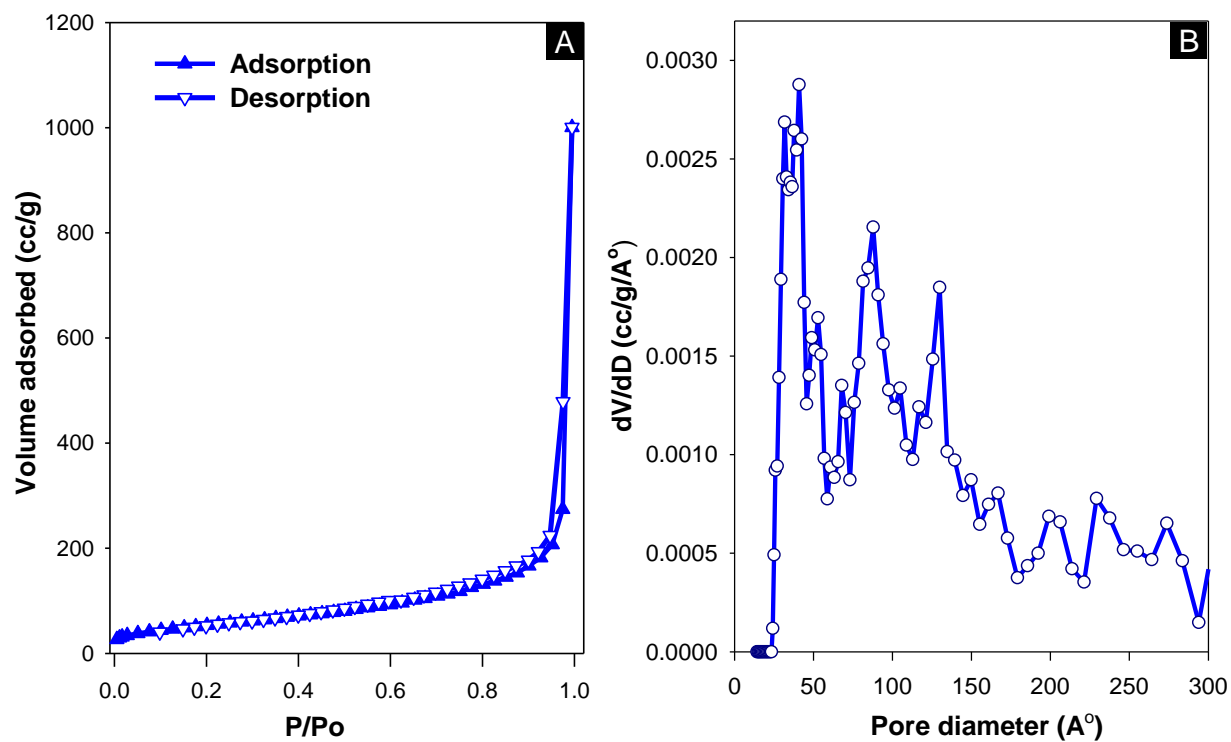 A
Adsorption
Desorption
Volume adsorbed (cc/g)
1200
1000
800
600
400
200
0
0.0 0.2 0.4 0.6 0.8 1.0
P/Po
B
dV/dD (cc/g/Aᵒ)
0.0030
0.0025
0.0020
0.0015
0.0010
0.0005
0.0000
0 50 100 150 200 250 300
Pore diameter (Aᵒ)